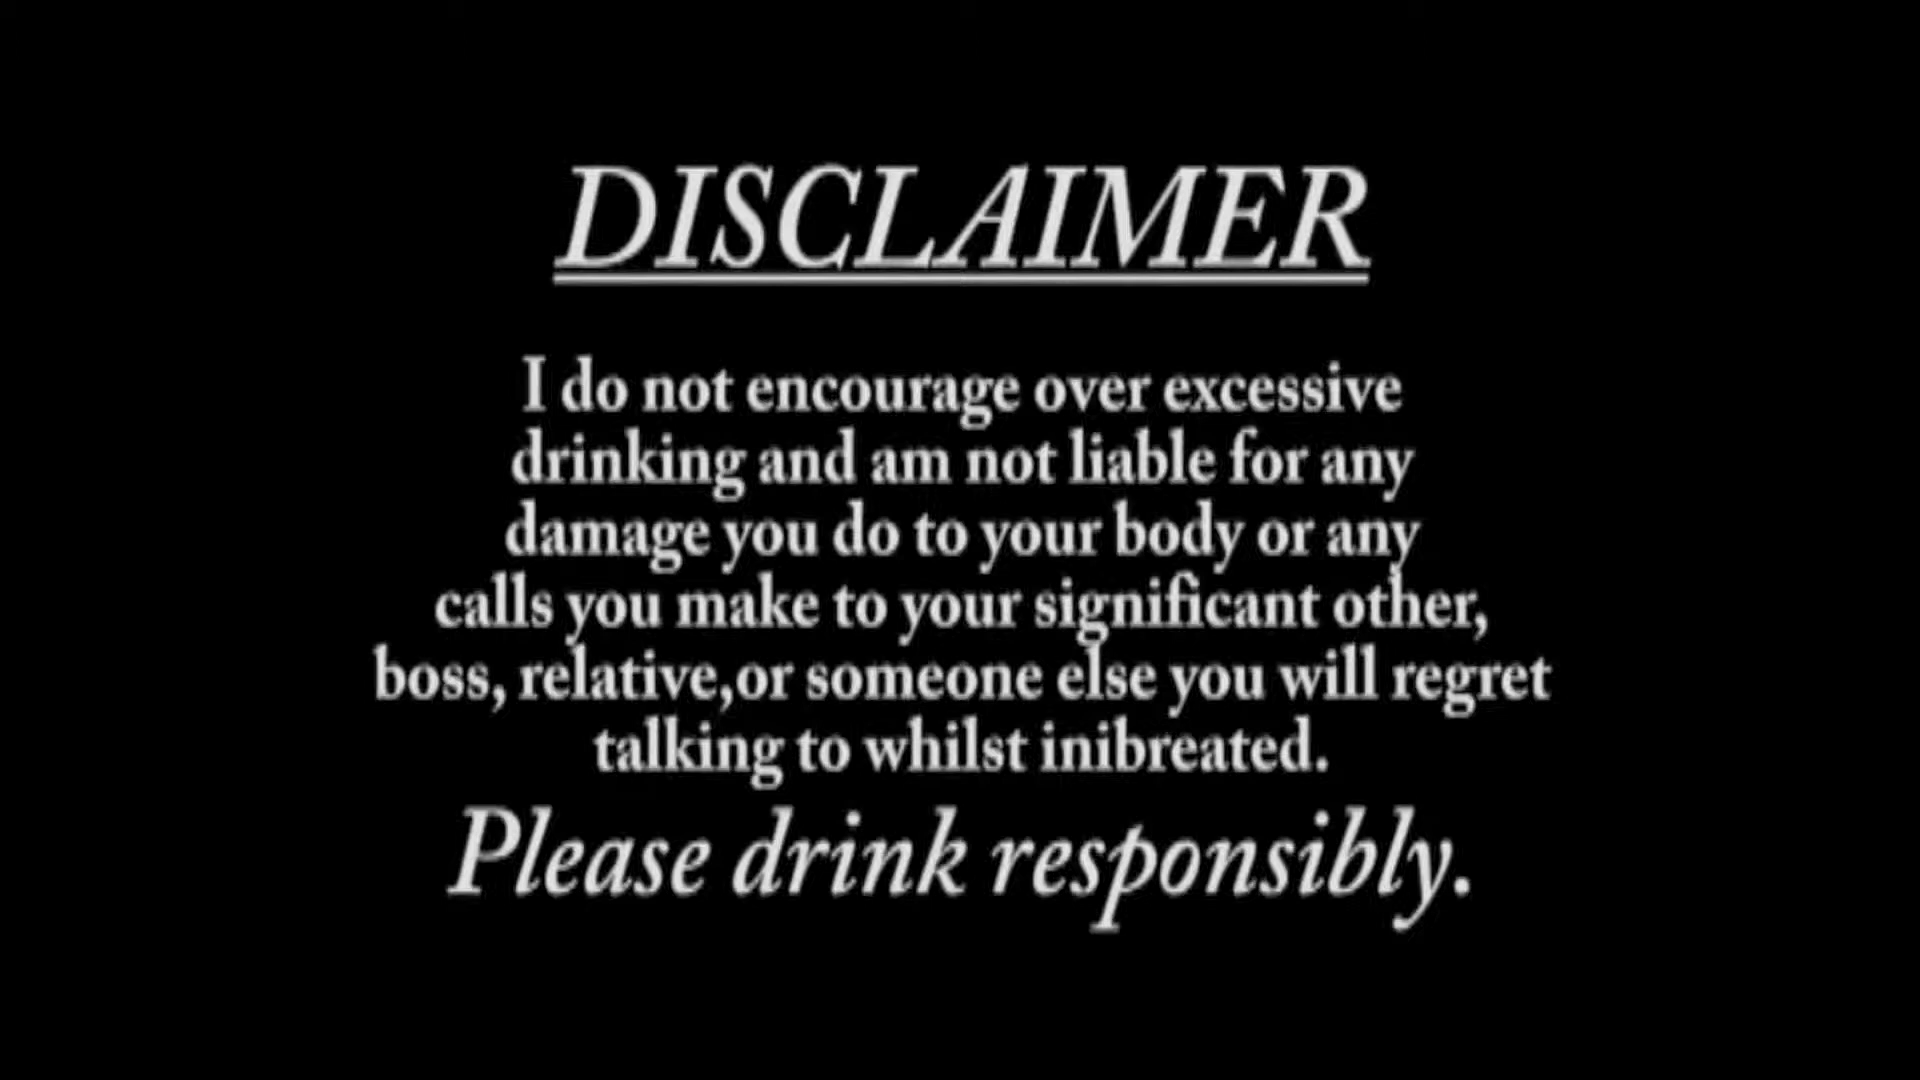 DISCLAIMER
I do not encourage over excessive
drinking and am not liable for any
damage you do to your body or any
calls you make to your significant other,
boss, relative,or someone else you will regret
talking to whilst inibreated.
Please drink responsibly.